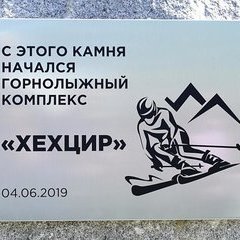 С ЭТОГО КАМНЯ
НАЧАЛСЯ
ГОРНОЛЫЖНЫЙ
КОМПЛЕКС
«ХЕХЦИР»
04.06.2019